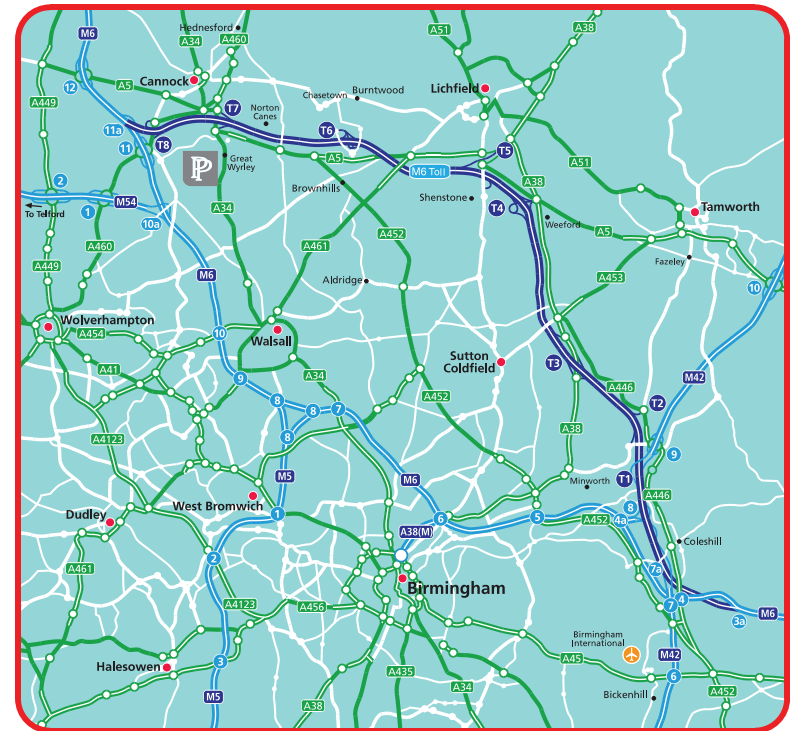 Hednesford
M6
A34
A460
A51
A38
Cannock
A5
12
A449
Chasetown
Burntwood
Lichfield
T7
Norton
Canes
11a
11
T8
T6
T5
A5
Great
Wyrley
PP
M6 Toll
A51
A38
2
1
M54
To Telford
10a
A34
Brownhills
Shenstone
T4
Weeford
Tamworth
A460
A461
A452
A5
Fazeley
A449
M6
Aldridge
A453
10
Wolverhampton
A454
10
Walsall
Sutton
Coldfield
T3
A41
9
A34
A446
M42
8
8
7
A452
T2
8
A4123
A38
9
M5
M6
Minworth
T1
A446
West Bromwich
Dudley
1
6
5
A452
4a
8
A38(M)
Coleshill
2
A461
7a
Birmingham
A4123
A456
7
4
3a
M6
Birmingham
International
Halesowen
3
A45
M42
A435
A34
6
A452
Bickenhill
M5
A38